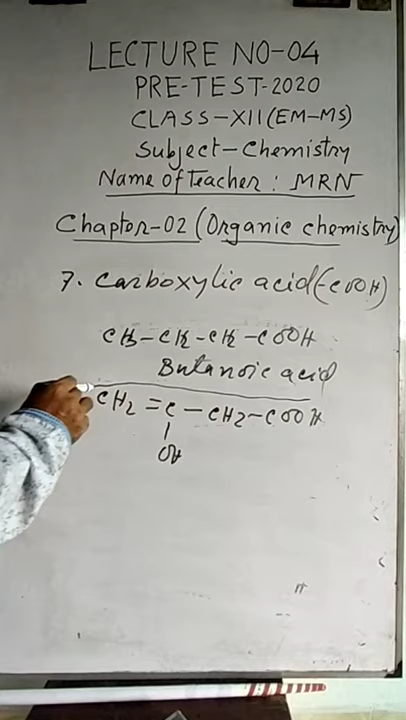 LECTURE NO-04
PRE-TEST-2020
CLASS-XII (EM-MS)
Subject-Chemistry
Name of Teacher: MRN
Chapter-02 (Organic chemistry)
7. Carboxylic acid (-COOH)
CH3-CH2-CH2-COOH
Butanoic acid
CH2=C-CH2-COOH
OH